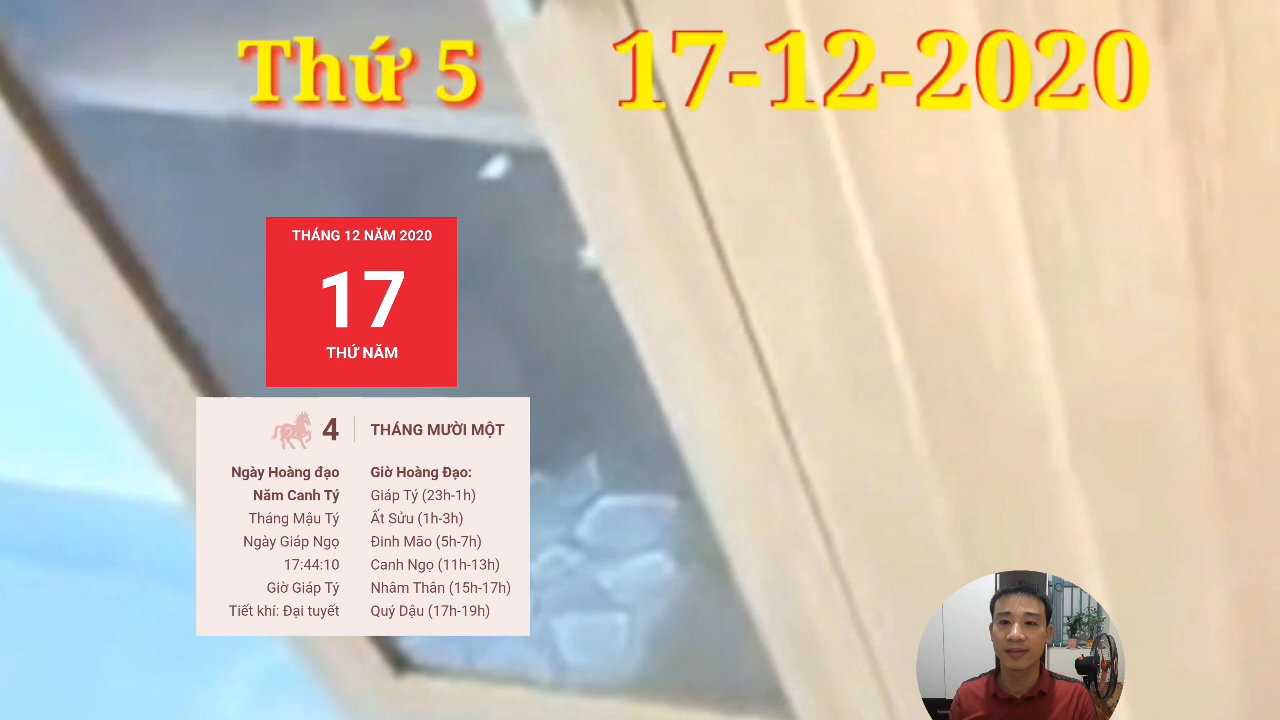 Thứ 5 17-12-2020
THÁNG 12 NĂM 2020
17
THỨ NĂM
4 THÁNG MƯỜI MỘT
Ngày Hoàng đạo
Năm Canh Tý
Tháng Mậu Tý
Ngày Giáp Ngọ
17:44:10
Giờ Giáp Tý
Tiết khí: Đại tuyết
Giờ Hoàng Đạo:
Giáp Tý (23h-1h)
Ất Sửu (1h-3h)
Đinh Mão (5h-7h)
Canh Ngọ (11h-13h)
Nhâm Thân (15h-17h)
Quý Dậu (17h-19h)